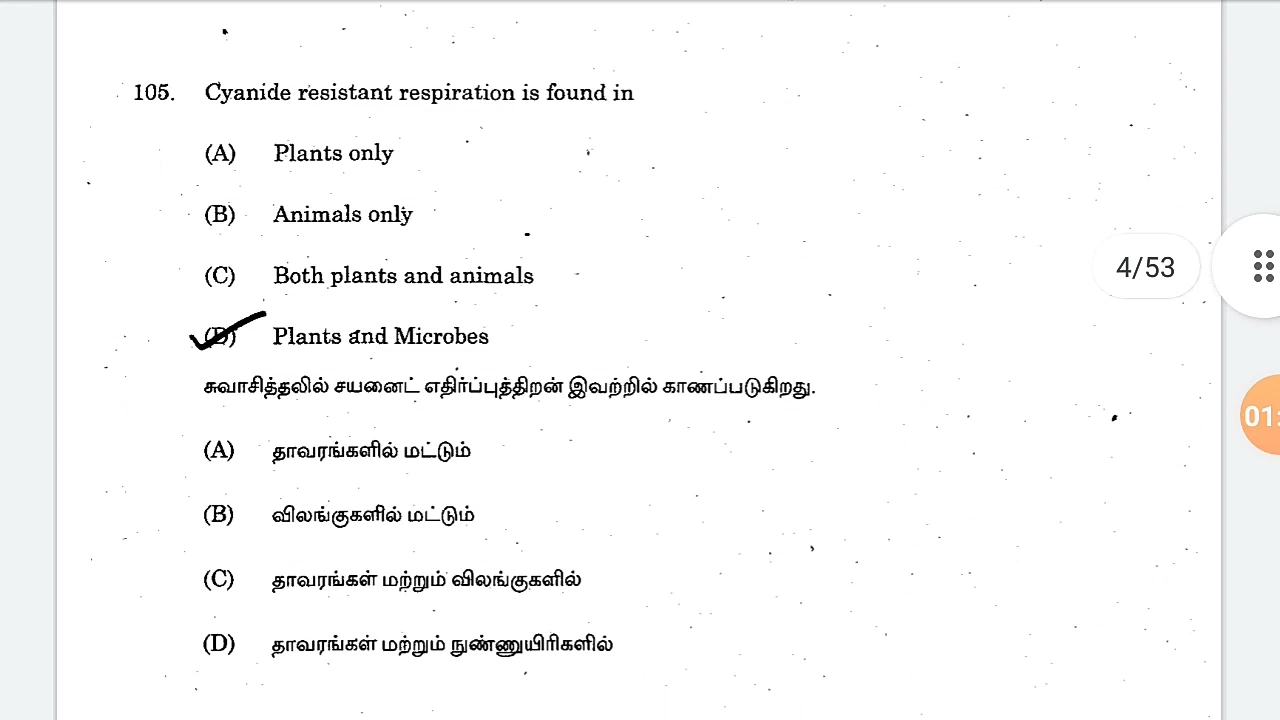 105. Cyanide resistant respiration is found in
(A) Plants only
(B) Animals only
(C) Both plants and animals
(D) Plants and Microbes
சுவாசித்தலில் சயனைட் எதிர்ப்புத்திறன் இவற்றில் காணப்படுகிறது.
(A) தாவரங்களில் மட்டும்
(B) விலங்குகளில் மட்டும்
(C) தாவரங்கள் மற்றும் விலங்குகளில்
(D) தாவரங்கள் மற்றும் நுண்ணுயிரிகளில்
4/53
01: